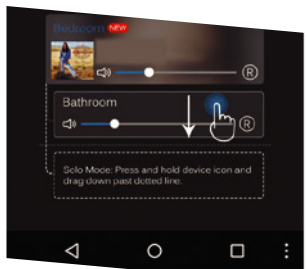 Bedroom NEW
R
Bathroom
R
Solo Mode: Press and hold device icon and
drag down past dotted line.